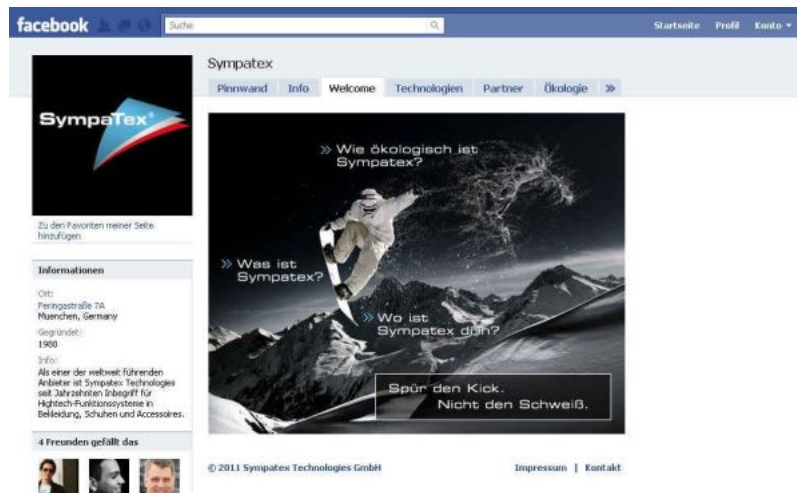 facebook
Suche
Startseite Profil Konto
Sympatex
Pinnwand Info Welcome Technologien Partner Ökologie »
SympaTex®
» Wie ökologisch ist
Sympatex?
» Was ist
Sympatex?
» Wo ist
Sympatex drin?
Spür den Kick.
Nicht den Schweiß.
Zu den Favoriten meiner Seite
hinzufügen
Informationen
Ort:
Feringastraße 7A
Muenchen, Germany
Gegründet:
1980
Info:
Als einer der weltweit führenden
Anbieter ist Sympatex Technologies
seit Jahrzehnten Inbegriff für
Hightech-Funktionssysteme in
Bekleidung, Schuhen und Accessoires.
4 Freunden gefällt das
© 2011 Sympatex Technologies GmbH
Impressum | Kontakt